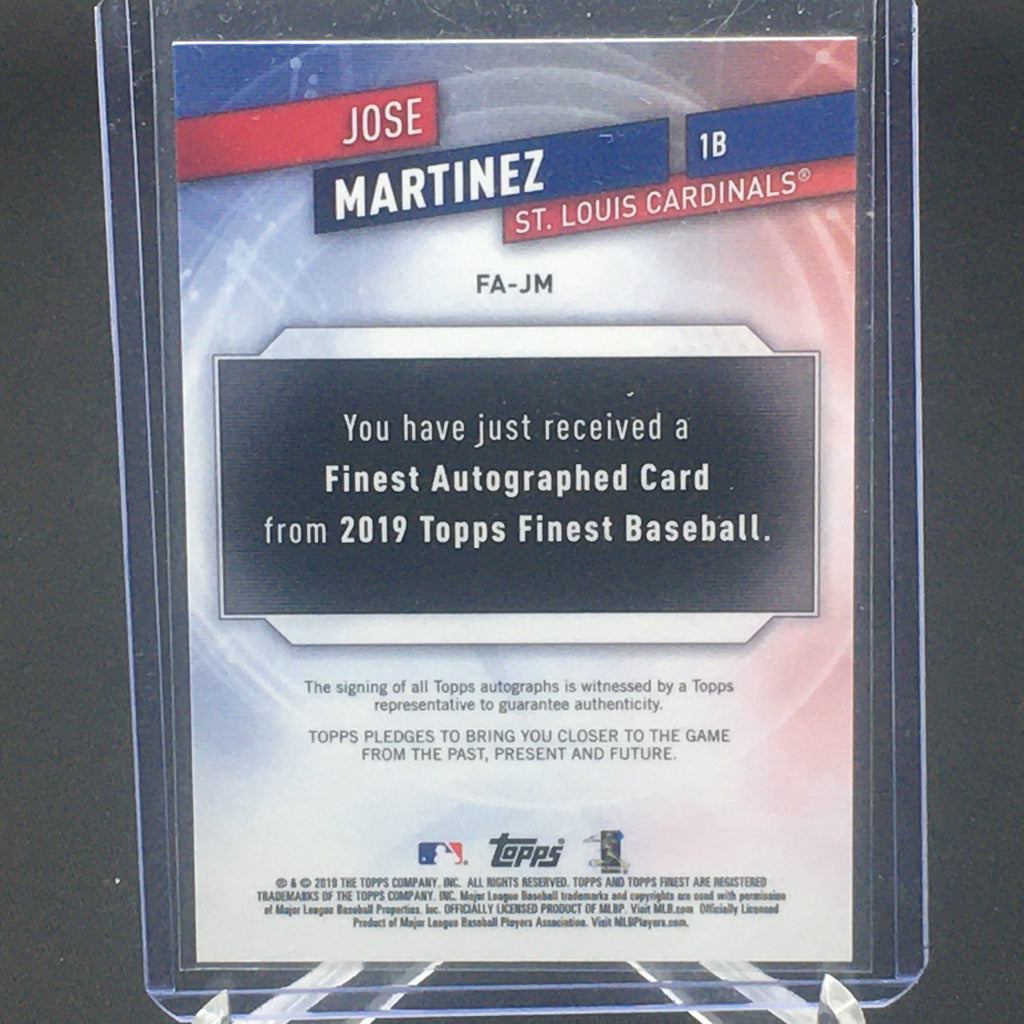 JOSE
MARTINEZ
1B
ST. LOUIS CARDINALS®
FA-JM
You have just received a
Finest Autographed Card
from 2019 Topps Finest Baseball.
The signing of all Topps autographs is witnessed by a Topps
representative to guarantee authenticity.
TOPPS PLEDGES TO BRING YOU CLOSER TO THE GAME
FROM THE PAST, PRESENT AND FUTURE.
topps
® & © 2019 THE TOPPS COMPANY, INC. ALL RIGHTS RESERVED. TOPPS AND TOPPS FINEST ARE REGISTERED
TRADEMARKS OF THE TOPPS COMPANY, INC. Major League Baseball trademarks and copyrights are used with permission
of Major League Baseball Properties, Inc. OFFICIALLY LICENSED PRODUCT OF MLBP. Visit MLB.com Officially Licensed
Product of Major League Baseball Players Association. Visit MLBPlayers.com.